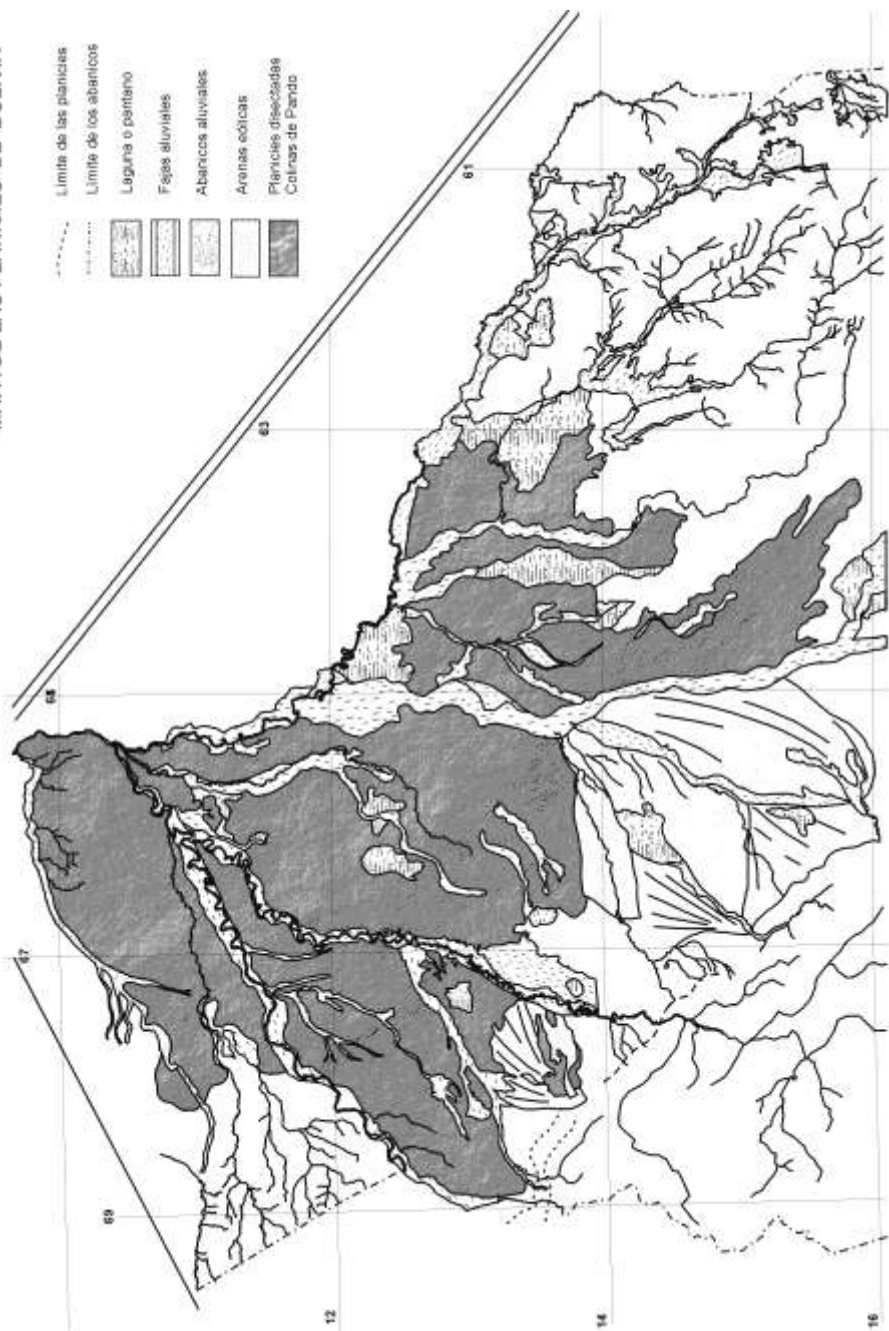 Límite de las planicies
Límite de los abanicos
Laguna o pantano
Fajas aluviales
Abanicos aluviales
Arenas eólicas
Planicies disectadas
Colinas de Pando
61
63
67
69
12
14
16